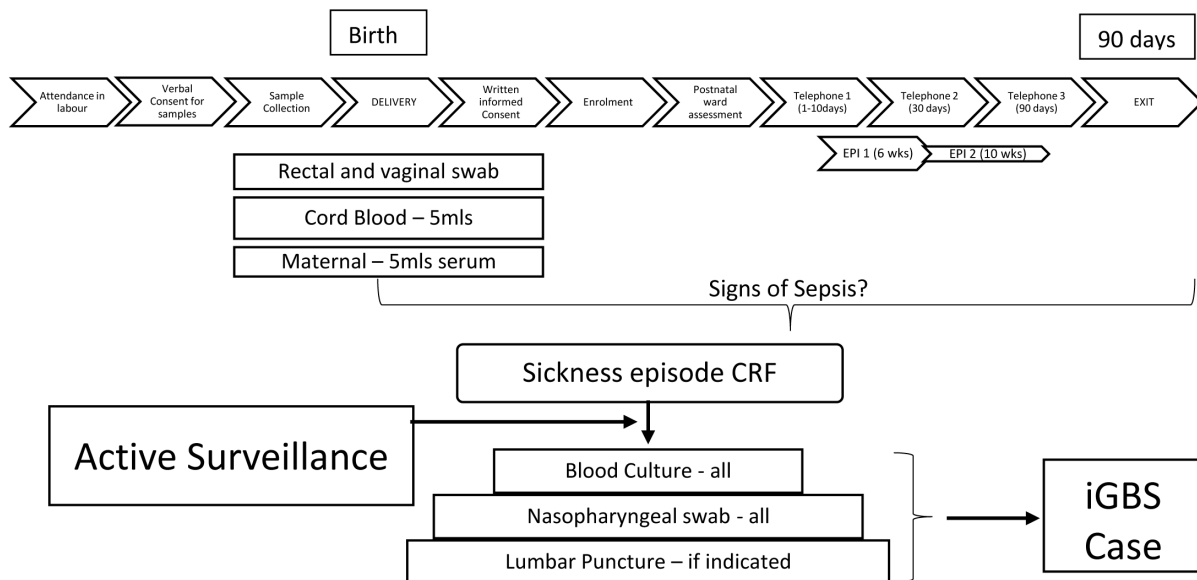 Birth
90 days
Attendance in
labour
Verbal
Consent for
samples
Sample
Collection
DELIVERY
Written
informed
Consent
Enrolment
Postnatal
ward
assessment
Telephone 1
(1-10days)
Telephone 2
(30 days)
Telephone 3
(90 days)
EXIT
EPI 1 (6 wks)
EPI 2 (10 wks)
Rectal and vaginal swab
Cord Blood – 5mls
Maternal – 5mls serum
Signs of Sepsis?
Sickness episode CRF
Active Surveillance
Blood Culture - all
Nasopharyngeal swab - all
Lumbar Puncture – if indicated
iGBS
Case